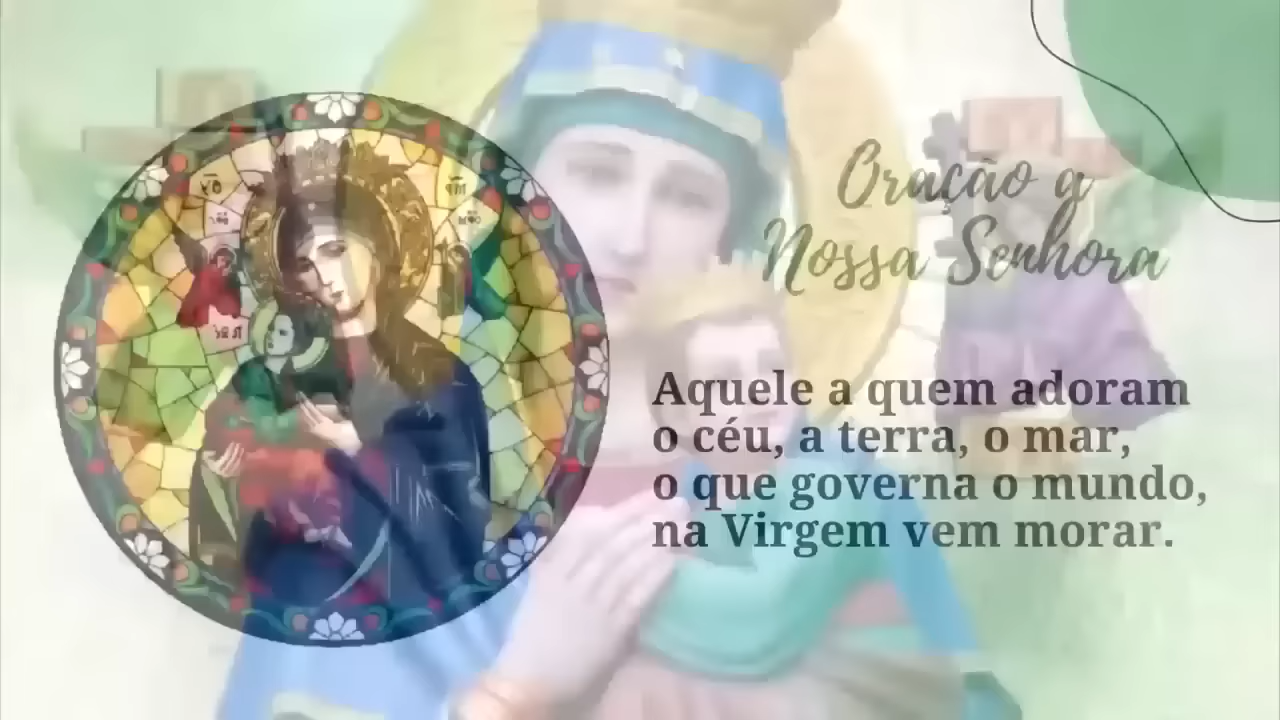 Oração a
Nossa Senhora
Aquele a quem adoram
o céu, a terra, o mar,
o que governa o mundo,
na Virgem vem morar.